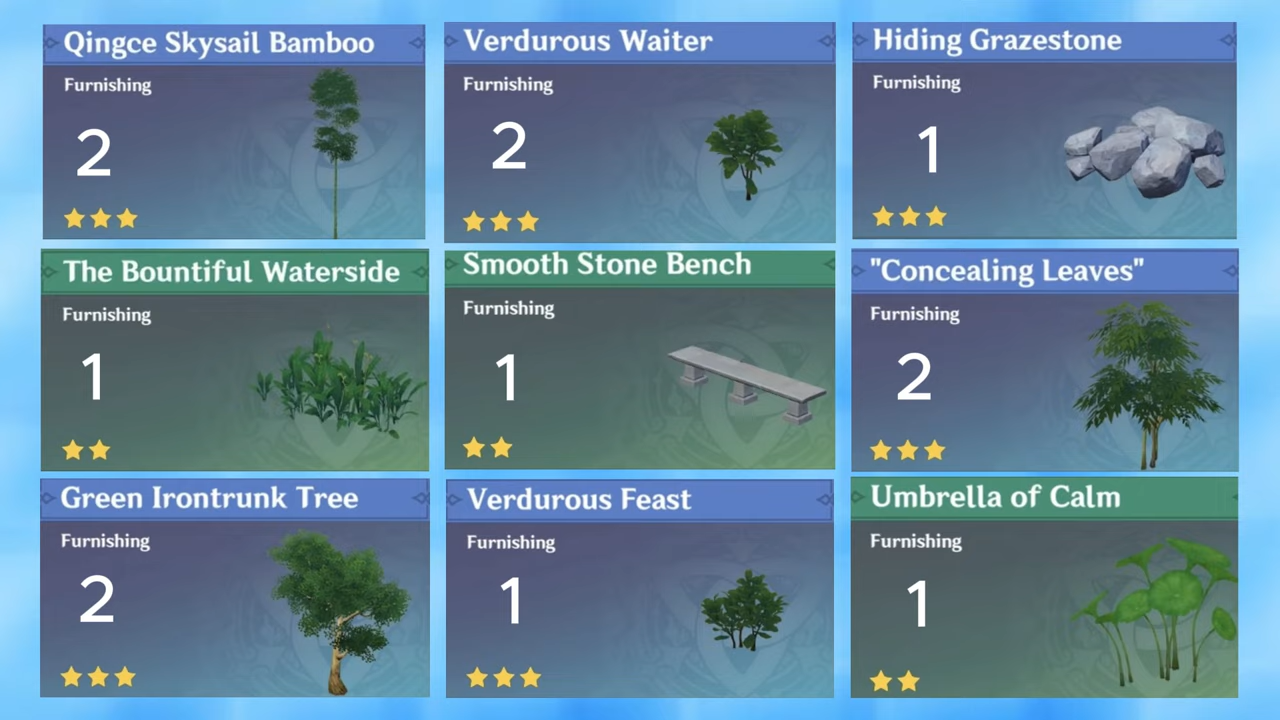 Qingce Skysail Bamboo
Furnishing
2
Verdurous Waiter
Furnishing
2
Hiding Grazestone
Furnishing
1
The Bountiful Waterside
Furnishing
1
Smooth Stone Bench
Furnishing
1
"Concealing Leaves"
Furnishing
2
Green Irontrunk Tree
Furnishing
2
Verdurous Feast
Furnishing
1
Umbrella of Calm
Furnishing
1